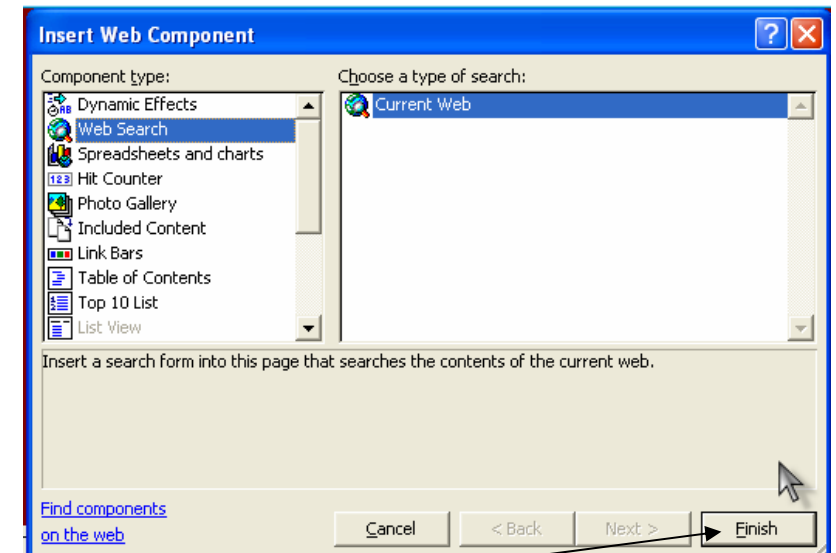 Insert Web Component
Component type:
Choose a type of search:
Dynamic Effects
Web Search
Spreadsheets and charts
123 Hit Counter
Photo Gallery
Included Content
Link Bars
Table of Contents
Top 10 List
List View
Current Web
Insert a search form into this page that searches the contents of the current web.
Find components
on the web
Cancel
< Back
Next >
Finish